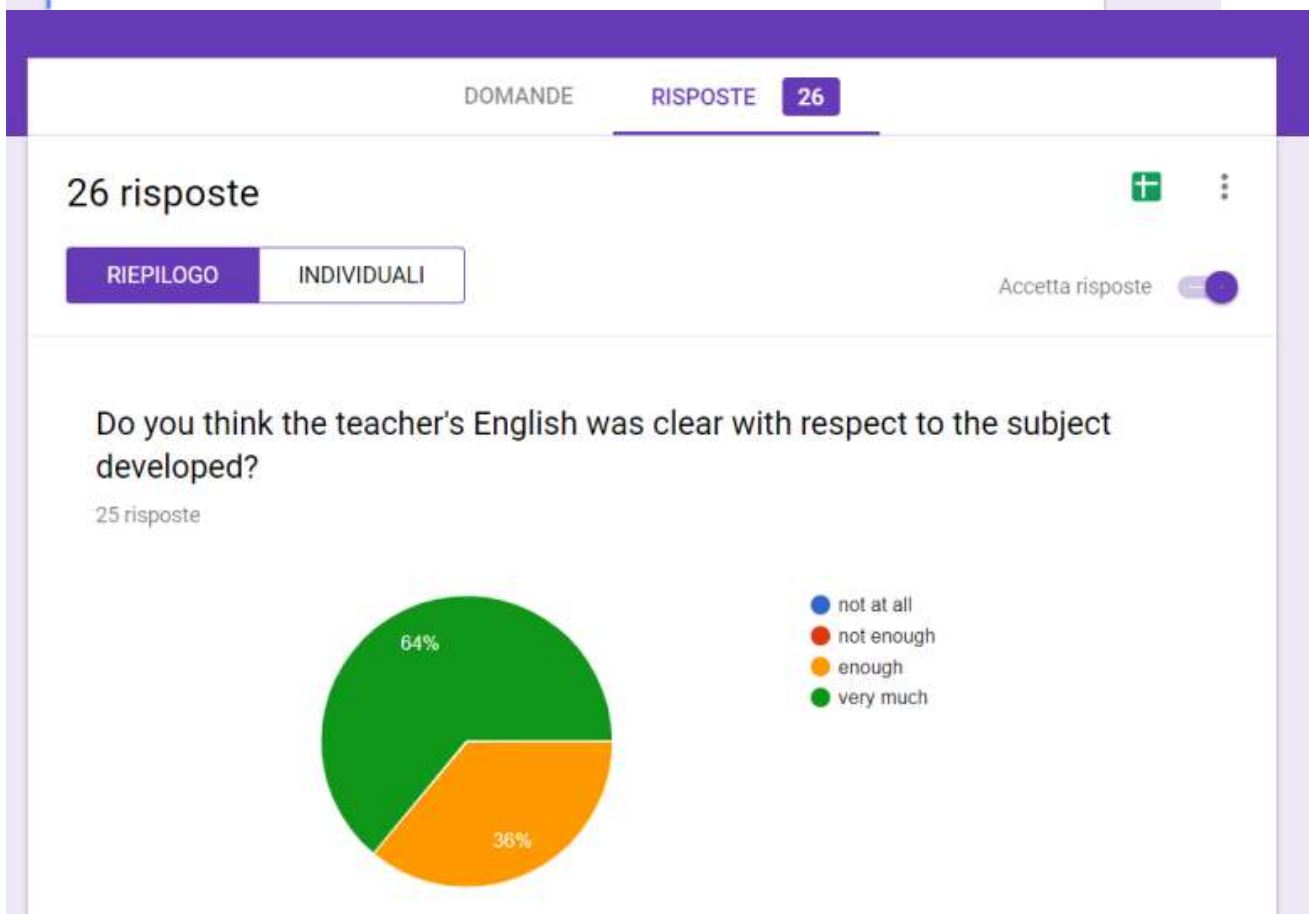 DOMANDE RISPOSTE 26
26 risposte
RIEPILOGO INDIVIDUALI
Accetta risposte
Do you think the teacher's English was clear with respect to the subject
developed?
25 risposte
not at all
not enough
enough
very much
64%
36%